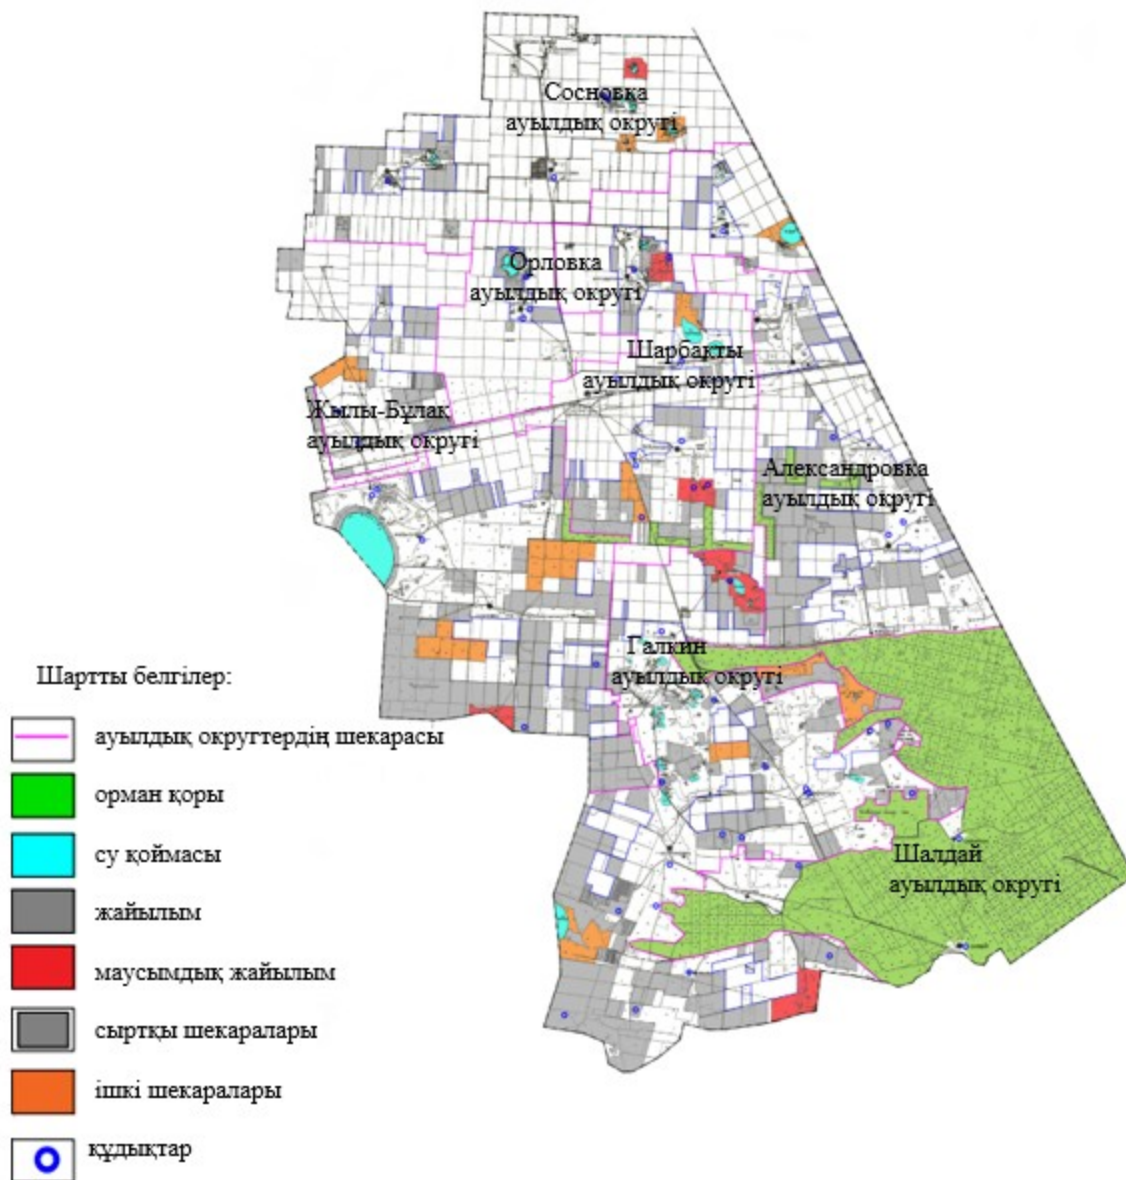 Сосновка
ауылдық округі
Орловка
ауылдық округі
Шарбақты
ауылдық округі
Жылы-Бұлақ
ауылдық округі
Александровка
ауылдық округі
Галкин
ауылдық округі
Шалдай
ауылдық округі
Шартты белгілер:
ауылдық округтердің шекарасы
орман қоры
су қоймасы
жайылым
маусымдық жайылым
сыртқы шекаралары
ішкі шекаралары
құдықтар